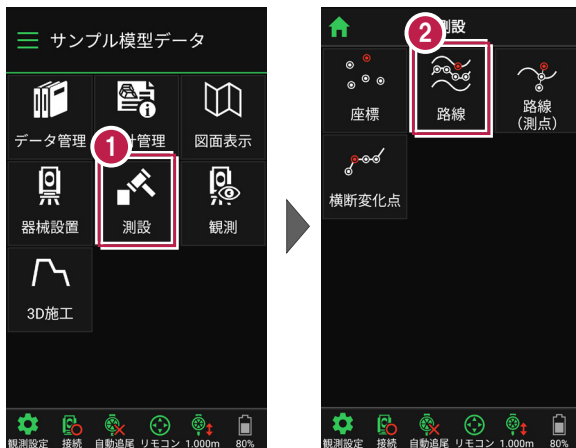 サンプル模型データ
データ管理
計管理
図面表示
1
器械設置
測設
観測
3D施工
観測設定 接続 自動追尾 リモコン 1.000m 80%
2
測設
座標
路線
路線
(測点)
横断変化点
観測設定 接続 自動追尾 リモコン 1.000m 80%